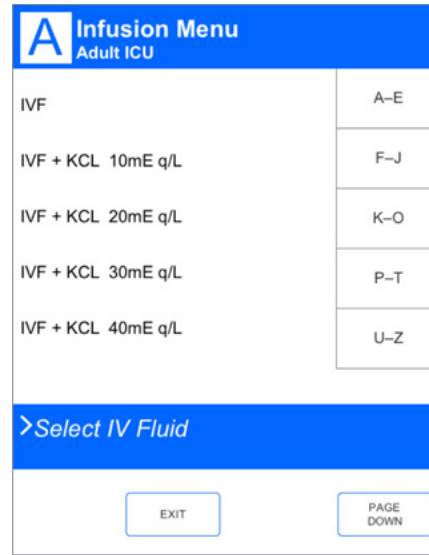 A
Infusion Menu
Adult ICU
IVF
IVF + KCL 10mE q/L
IVF + KCL 20mE q/L
IVF + KCL 30mE q/L
IVF + KCL 40mE q/L
A–E
F–J
K–O
P–T
U–Z
>Select IV Fluid
EXIT
PAGE
DOWN